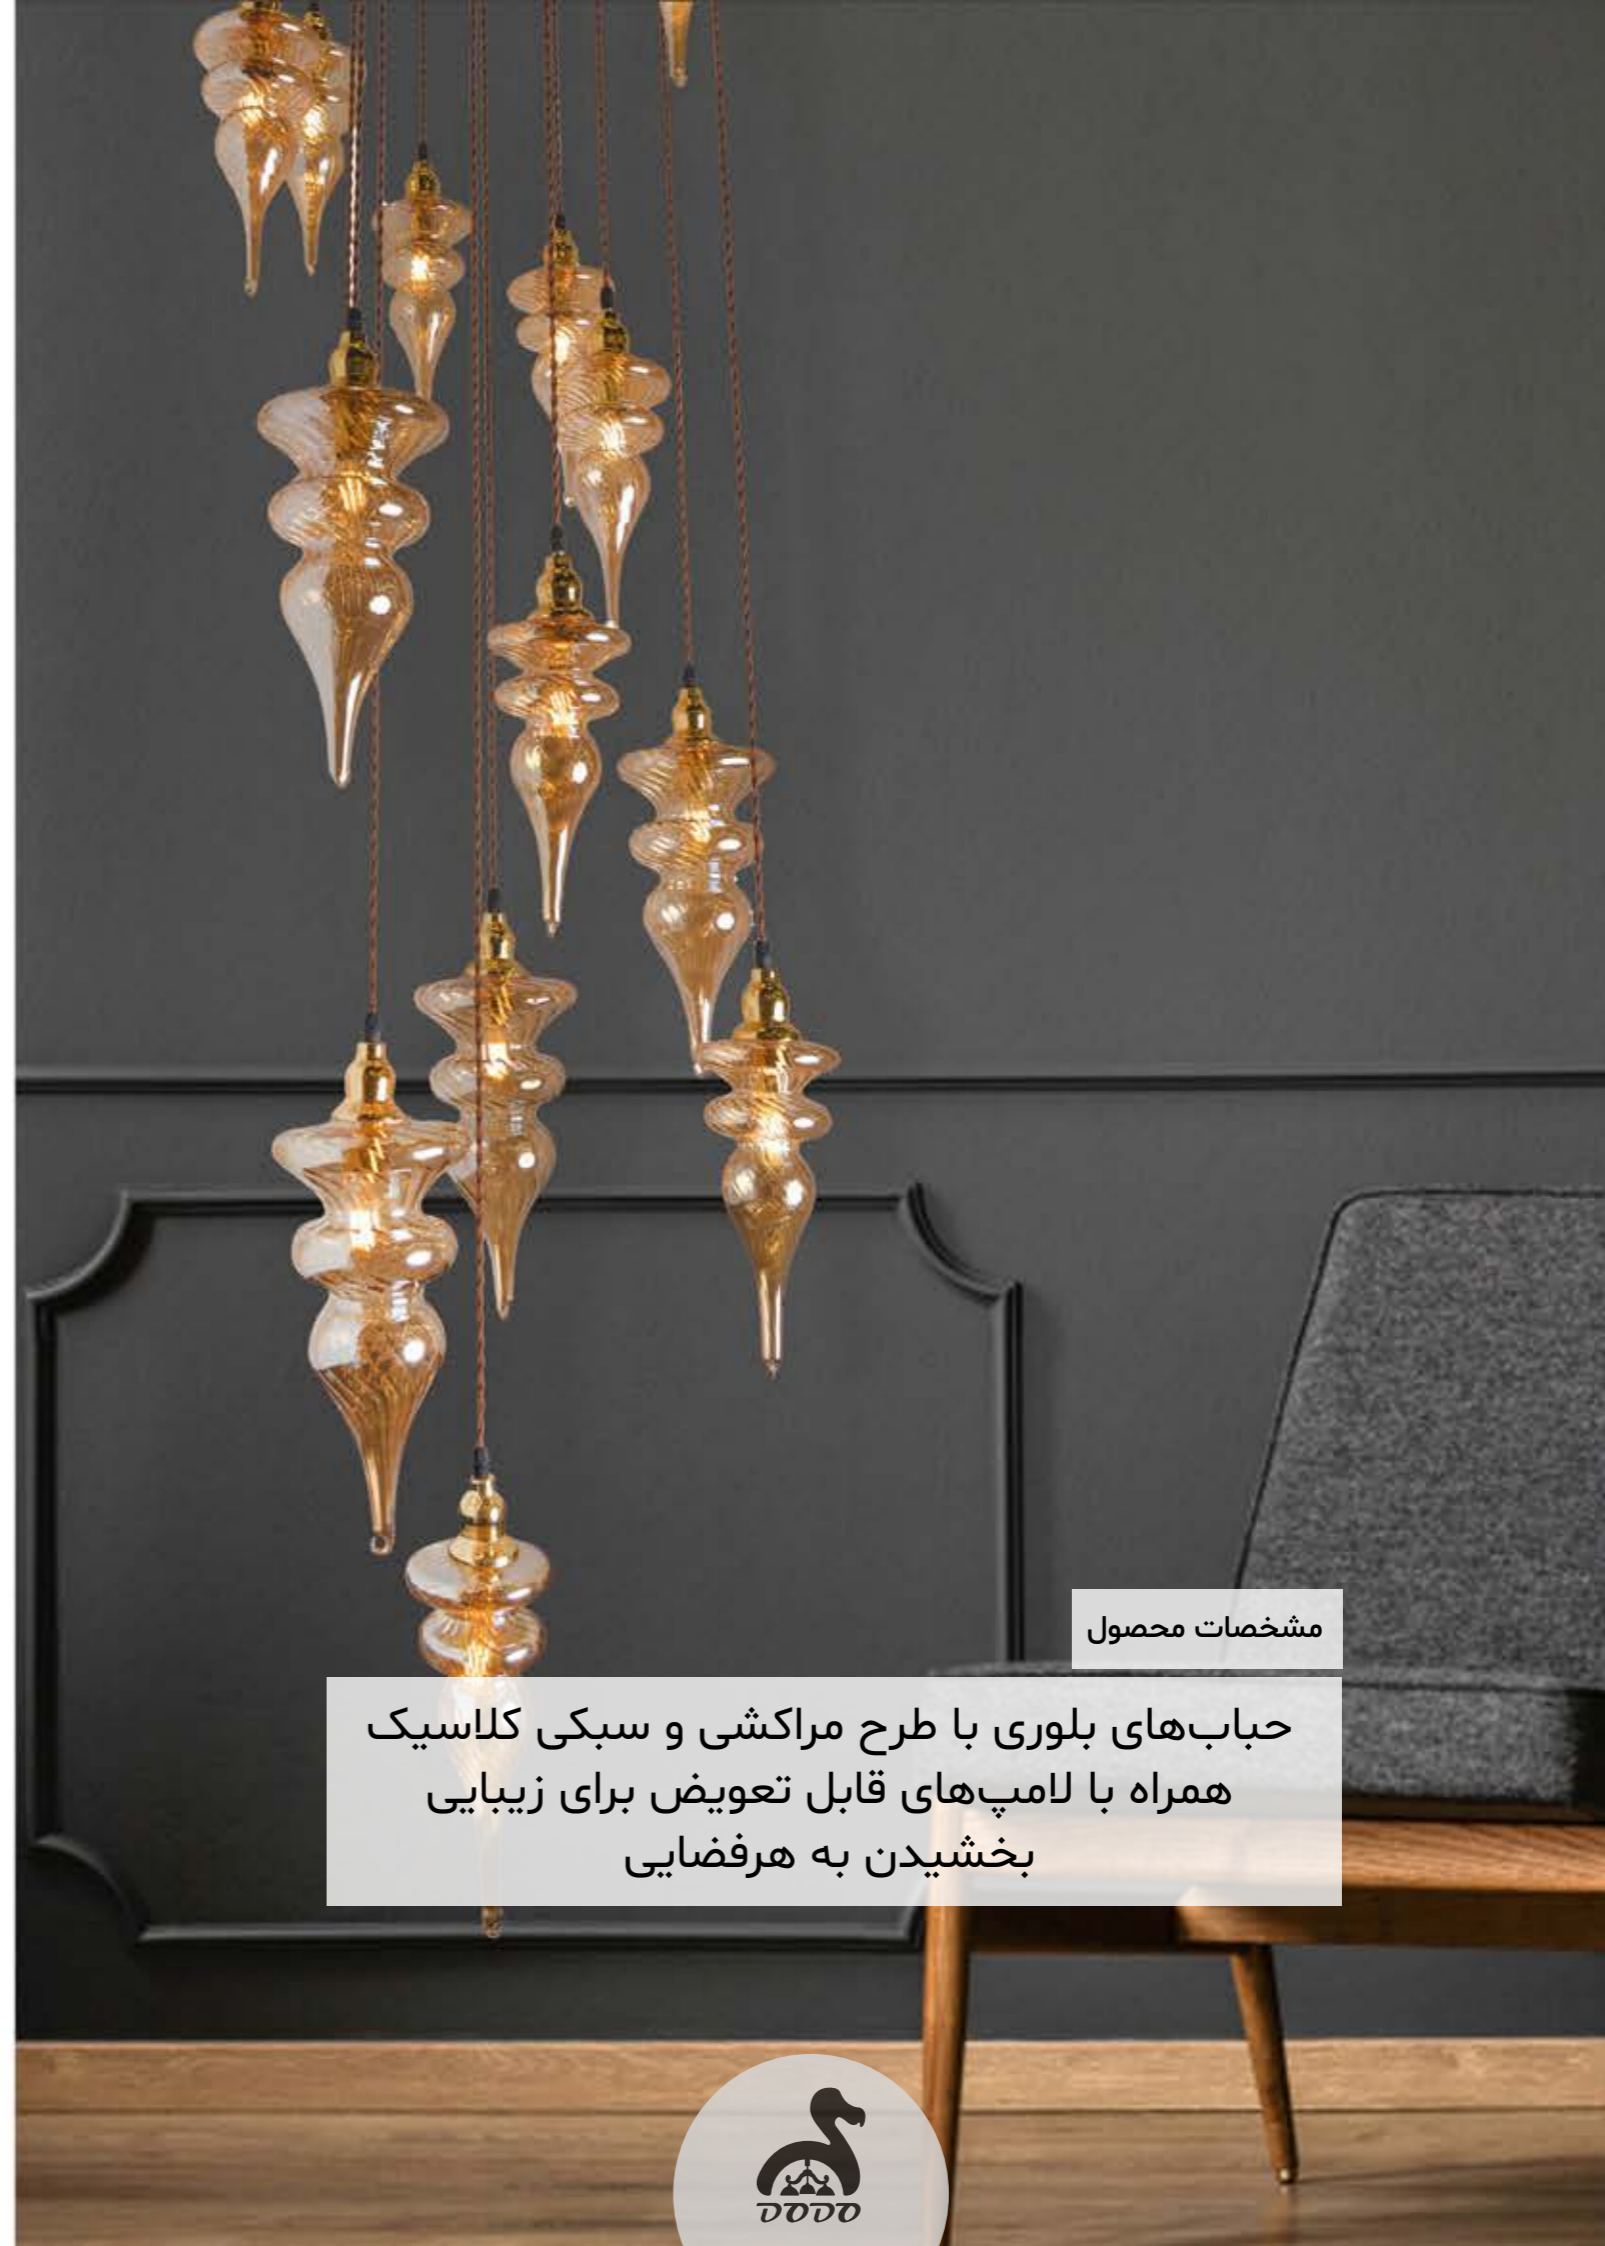 مشخصات محصول
حباب‌های بلوری با طرح مراکشی و سبکی کلاسیک
همراه با لامپ‌های قابل تعویض برای زیبایی
بخشیدن به هرفضایی
DODO